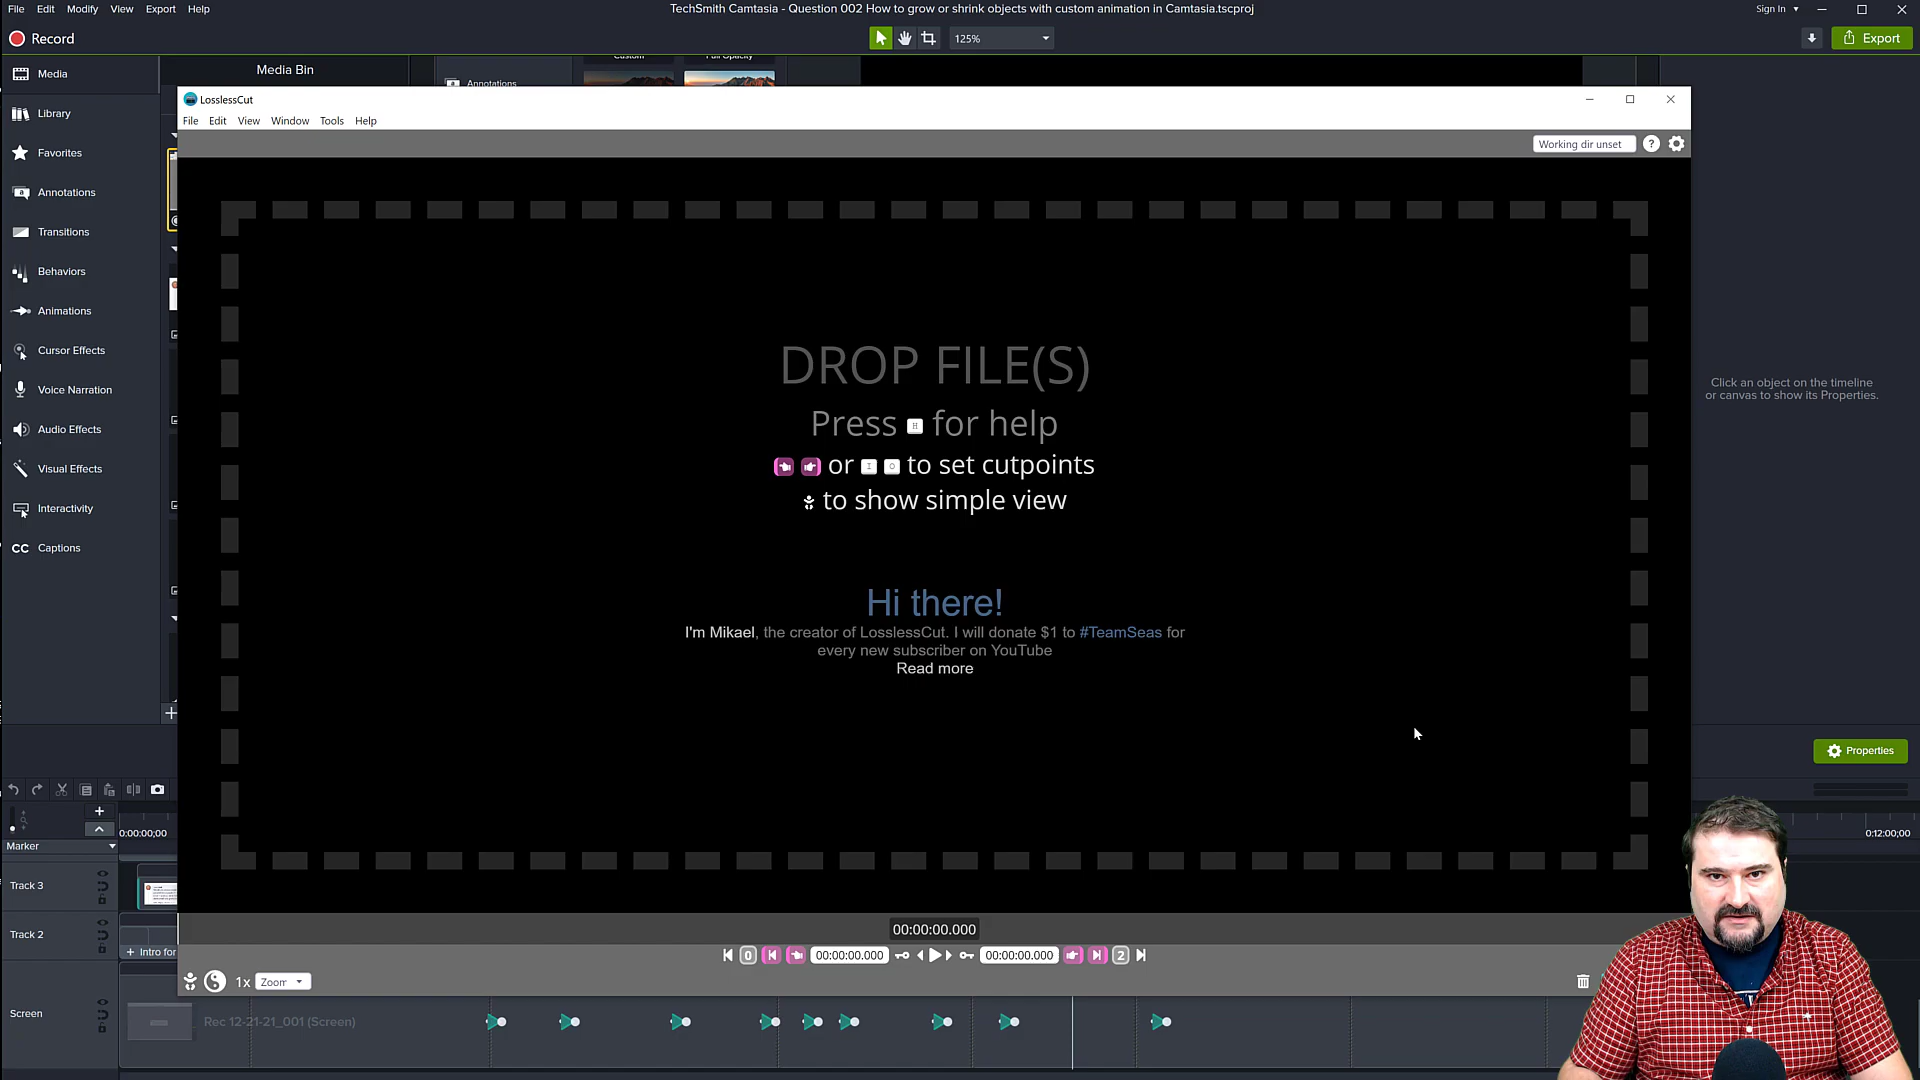 File Edit Modify View Export Help
TechSmith Camtasia - Question 002 How to grow or shrink objects with custom animation in Camtasia.tscproj
Sign In
Record
125%
Export
Media
Media Bin
Custom
Full Opacity
Annotations
Library
Favorites
Annotations
Transitions
Behaviors
Animations
Cursor Effects
Voice Narration
Audio Effects
Visual Effects
Interactivity
CC Captions
LosslessCut
File Edit View Window Tools Help
Working dir unset
?
DROP FILE(S)
Press H for help
or I O to set cutpoints
to show simple view
Hi there!
I'm Mikael, the creator of LosslessCut. I will donate $1 to #TeamSeas for
every new subscriber on YouTube
Read more
Click an object on the timeline
or canvas to show its Properties.
Properties
00:00:00.000
0 00:00:00.000 00:00:00.000 2
1x Zoom
0:00:00;00
0:12:00;00
Marker
Track 3
Track 2
+ Intro for
Screen
Rec 12-21-21_001 (Screen)